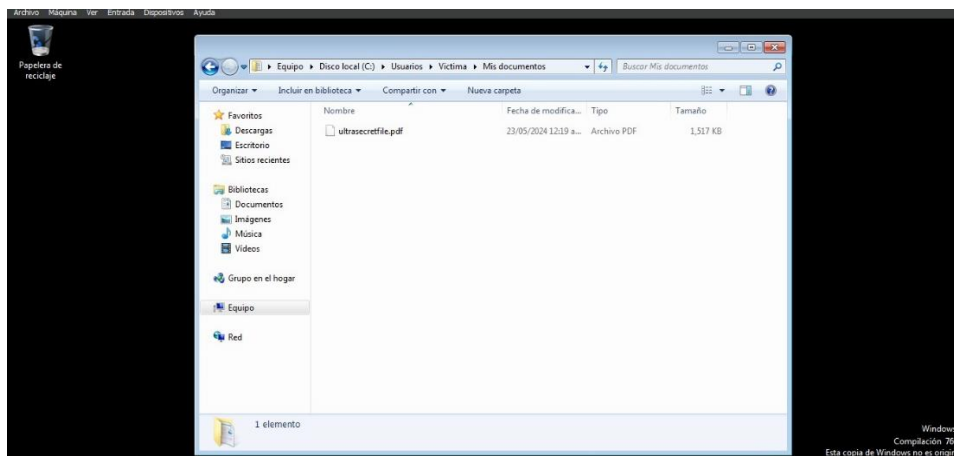 Archivo Máquina Ver Entrada Dispositivos Ayuda
Papelera de
reciclaje
Equipo Disco local (C:) Usuarios Victima Mis documentos
Buscar Mis documentos
Organizar Incluir en biblioteca Compartir con Nueva carpeta
Favoritos
Descargas
Escritorio
Sitios recientes
Bibliotecas
Documentos
Imágenes
Música
Vídeos
Grupo en el hogar
Equipo
Red
Nombre Fecha de modifica... Tipo Tamaño
ultrasecretfile.pdf 23/05/2024 12:19 a... Archivo PDF 1,517 KB
1 elemento
Windows
Compilación 76
Esta copia de Windows no es origin